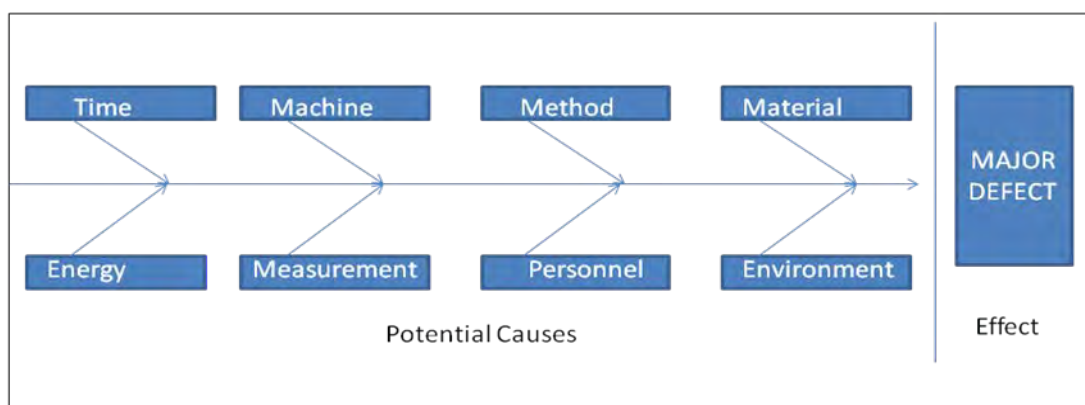 Time
Machine
Method
Material
MAJOR
DEFECT
Energy
Measurement
Personnel
Environment
Potential Causes
Effect